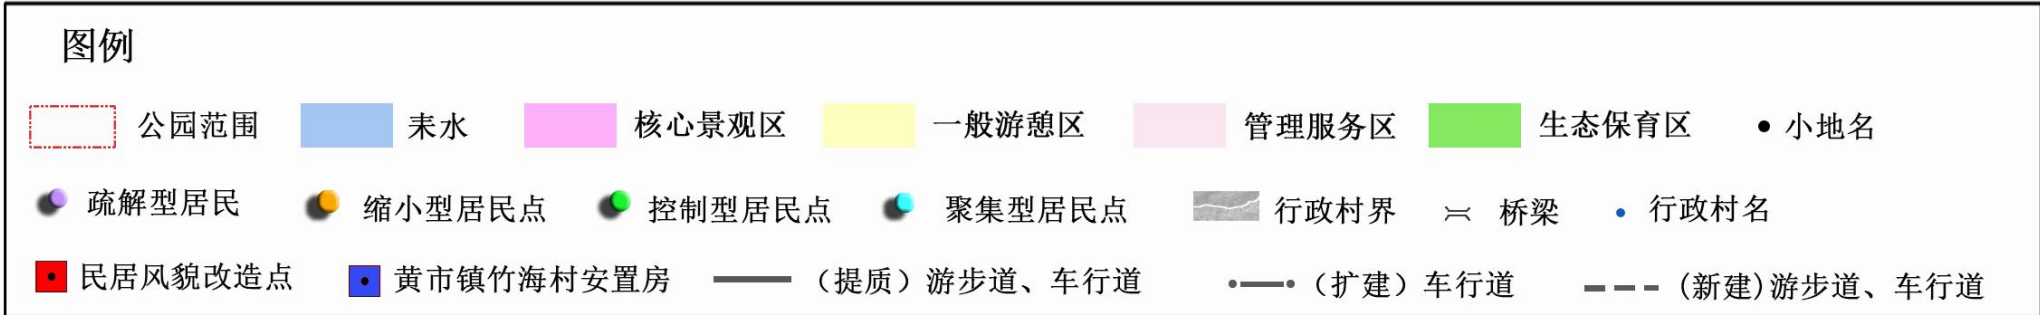 图例
公园范围 耒水 核心景观区 一般游憩区 管理服务区 生态保育区 小地名
疏解型居民 缩小型居民点 控制型居民点 聚集型居民点 行政村界 桥梁 行政村名
民居风貌改造点 黄市镇竹海村安置房 （提质）游步道、车行道 （扩建）车行道 (新建)游步道、车行道